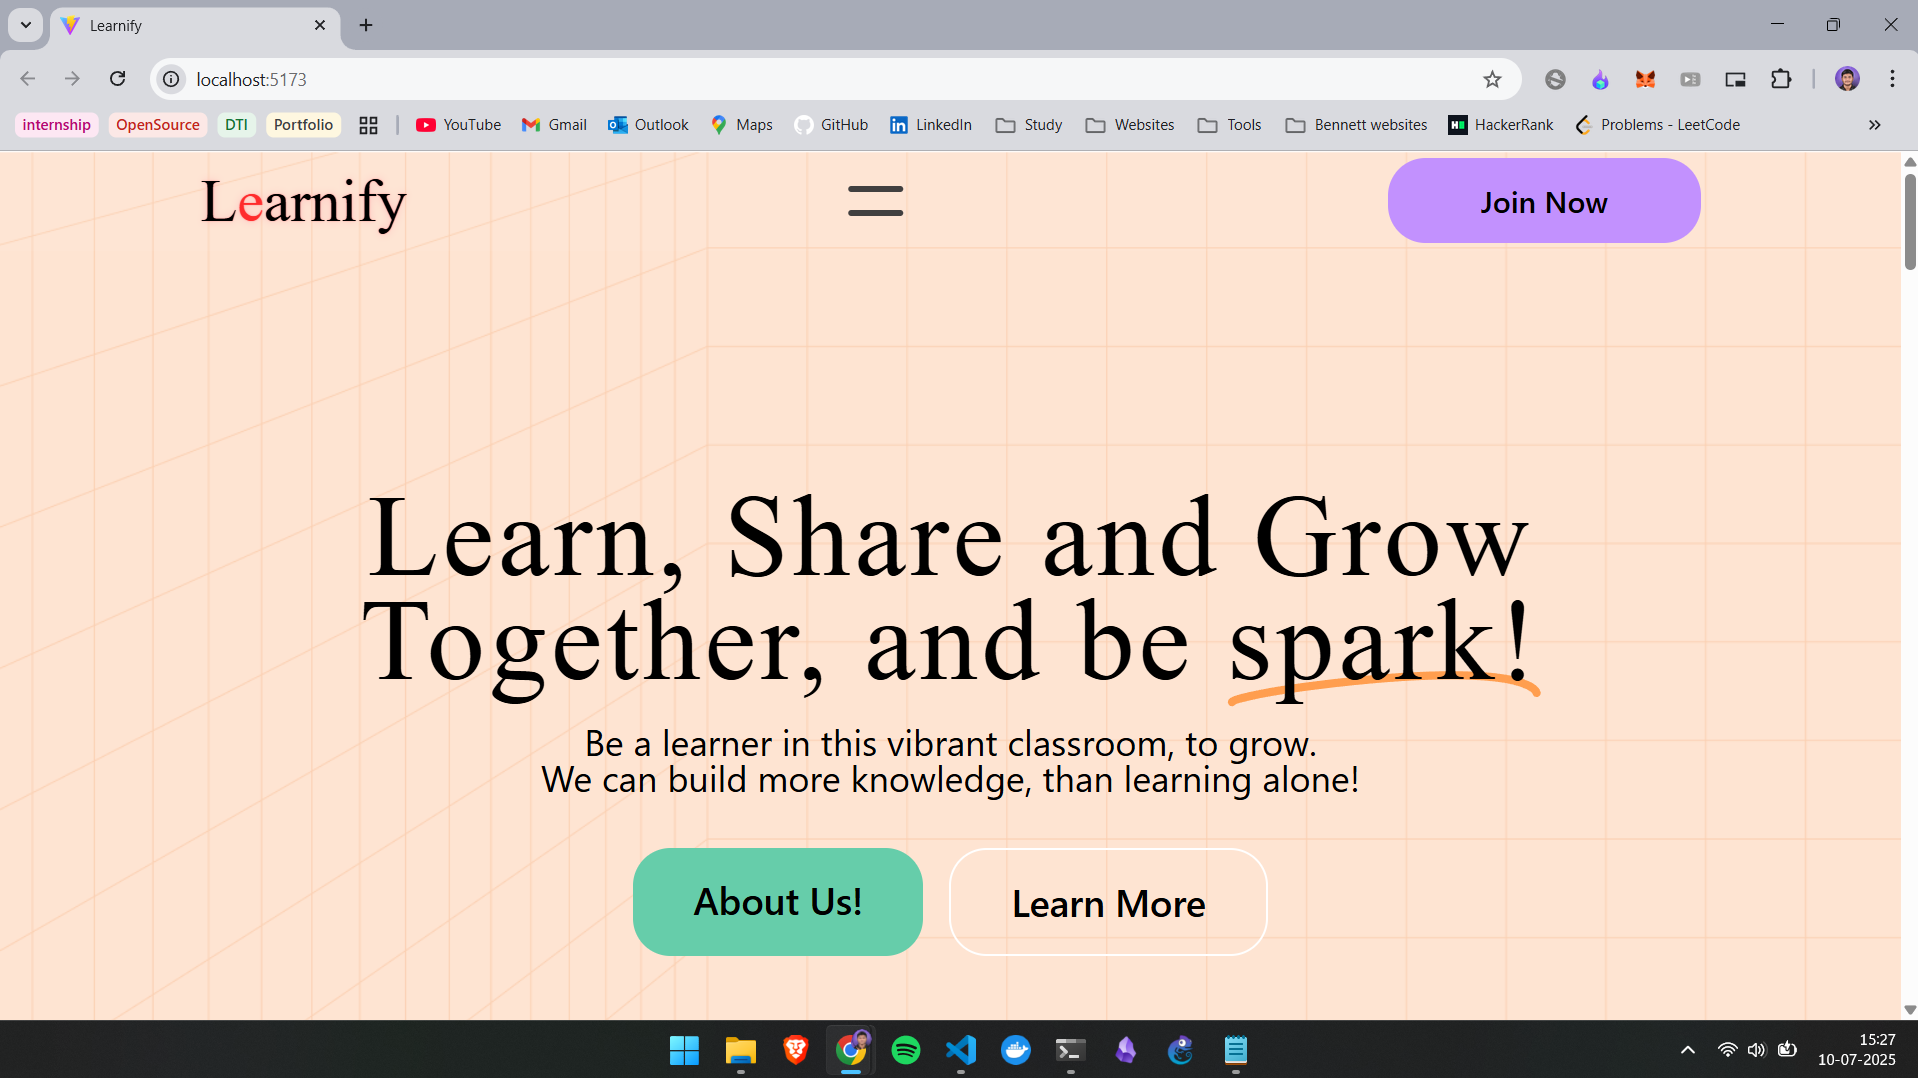 Learnify
localhost:5173
internship OpenSource DTI Portfolio YouTube Gmail Outlook Maps GitHub LinkedIn Study Websites Tools Bennett websites HackerRank Problems - LeetCode
Learnify
Join Now
Learn, Share and Grow
Together, and be spark!
Be a learner in this vibrant classroom, to grow.
We can build more knowledge, than learning alone!
About Us!
Learn More
15:27
10-07-2025